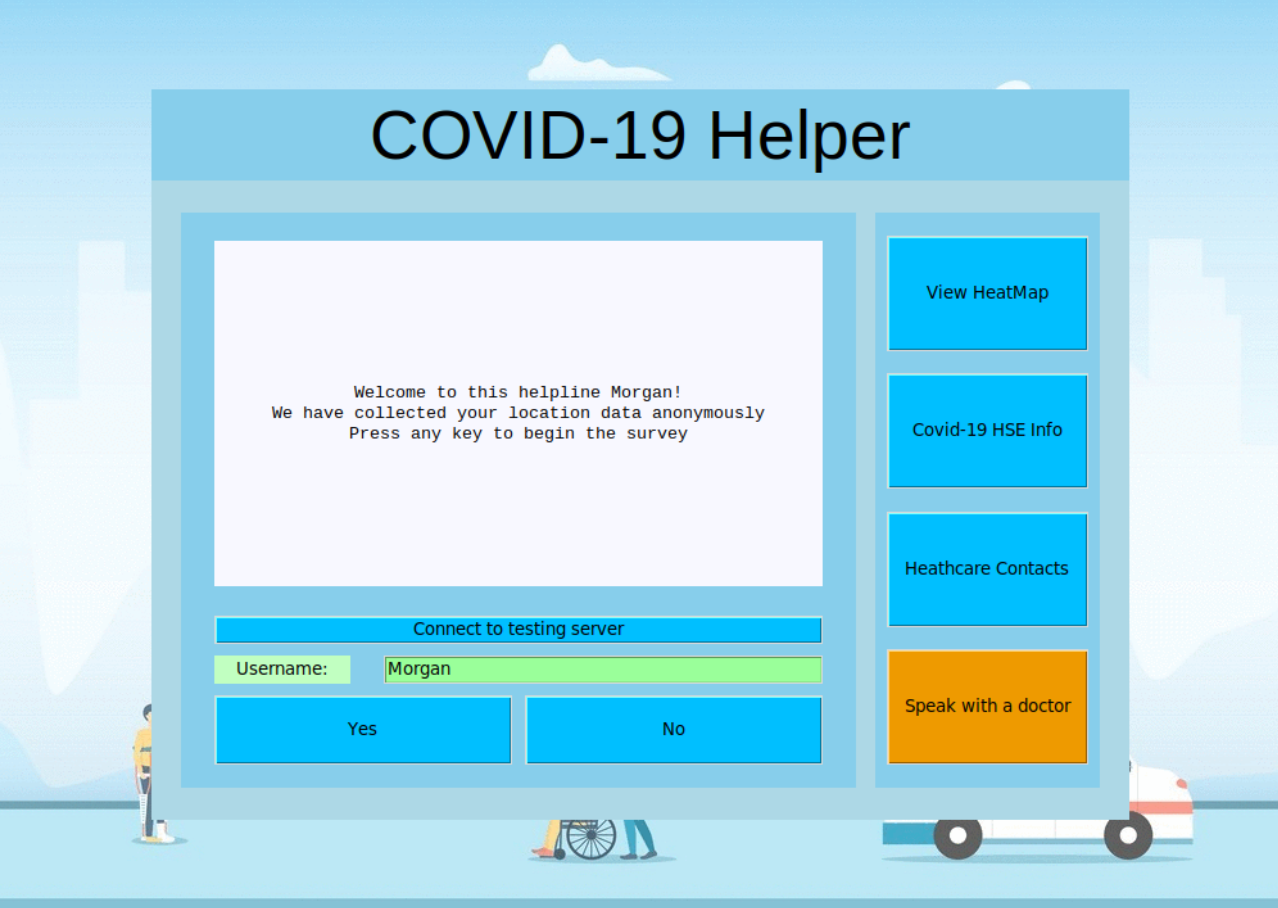 COVID-19 Helper
Welcome to this helpline Morgan!
We have collected your location data anonymously
Press any key to begin the survey
Connect to testing server
Username:
Morgan
Yes
No
View HeatMap
Covid-19 HSE Info
Heathcare Contacts
Speak with a doctor